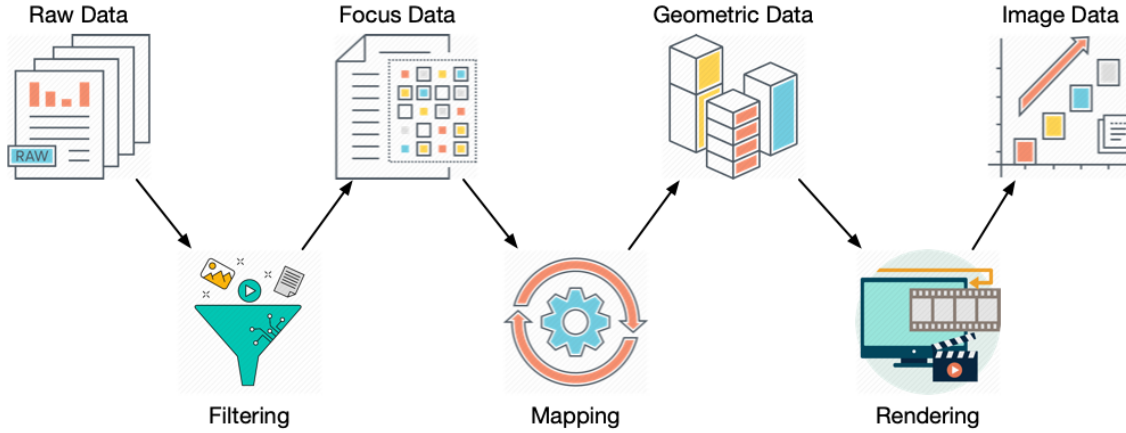 Raw Data
Focus Data
Geometric Data
Image Data
RAW
Filtering
Mapping
Rendering